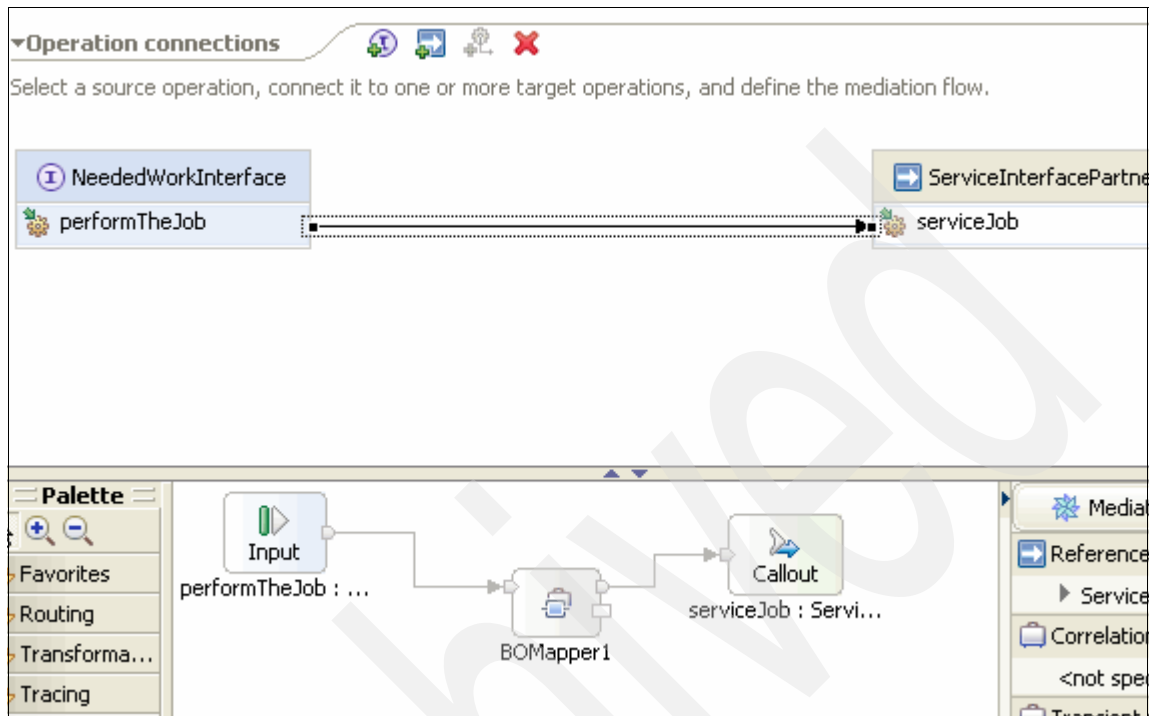 Operation connections
Select a source operation, connect it to one or more target operations, and define the mediation flow.
NeededWorkInterface
ServiceInterfacePartne
performTheJob
serviceJob
Palette
Favorites
Routing
Transforma...
Tracing
Input
performTheJob : ...
BOMapper1
Callout
serviceJob : Servi...
Mediat
Reference
Service
Correlation
<not spec
Transient